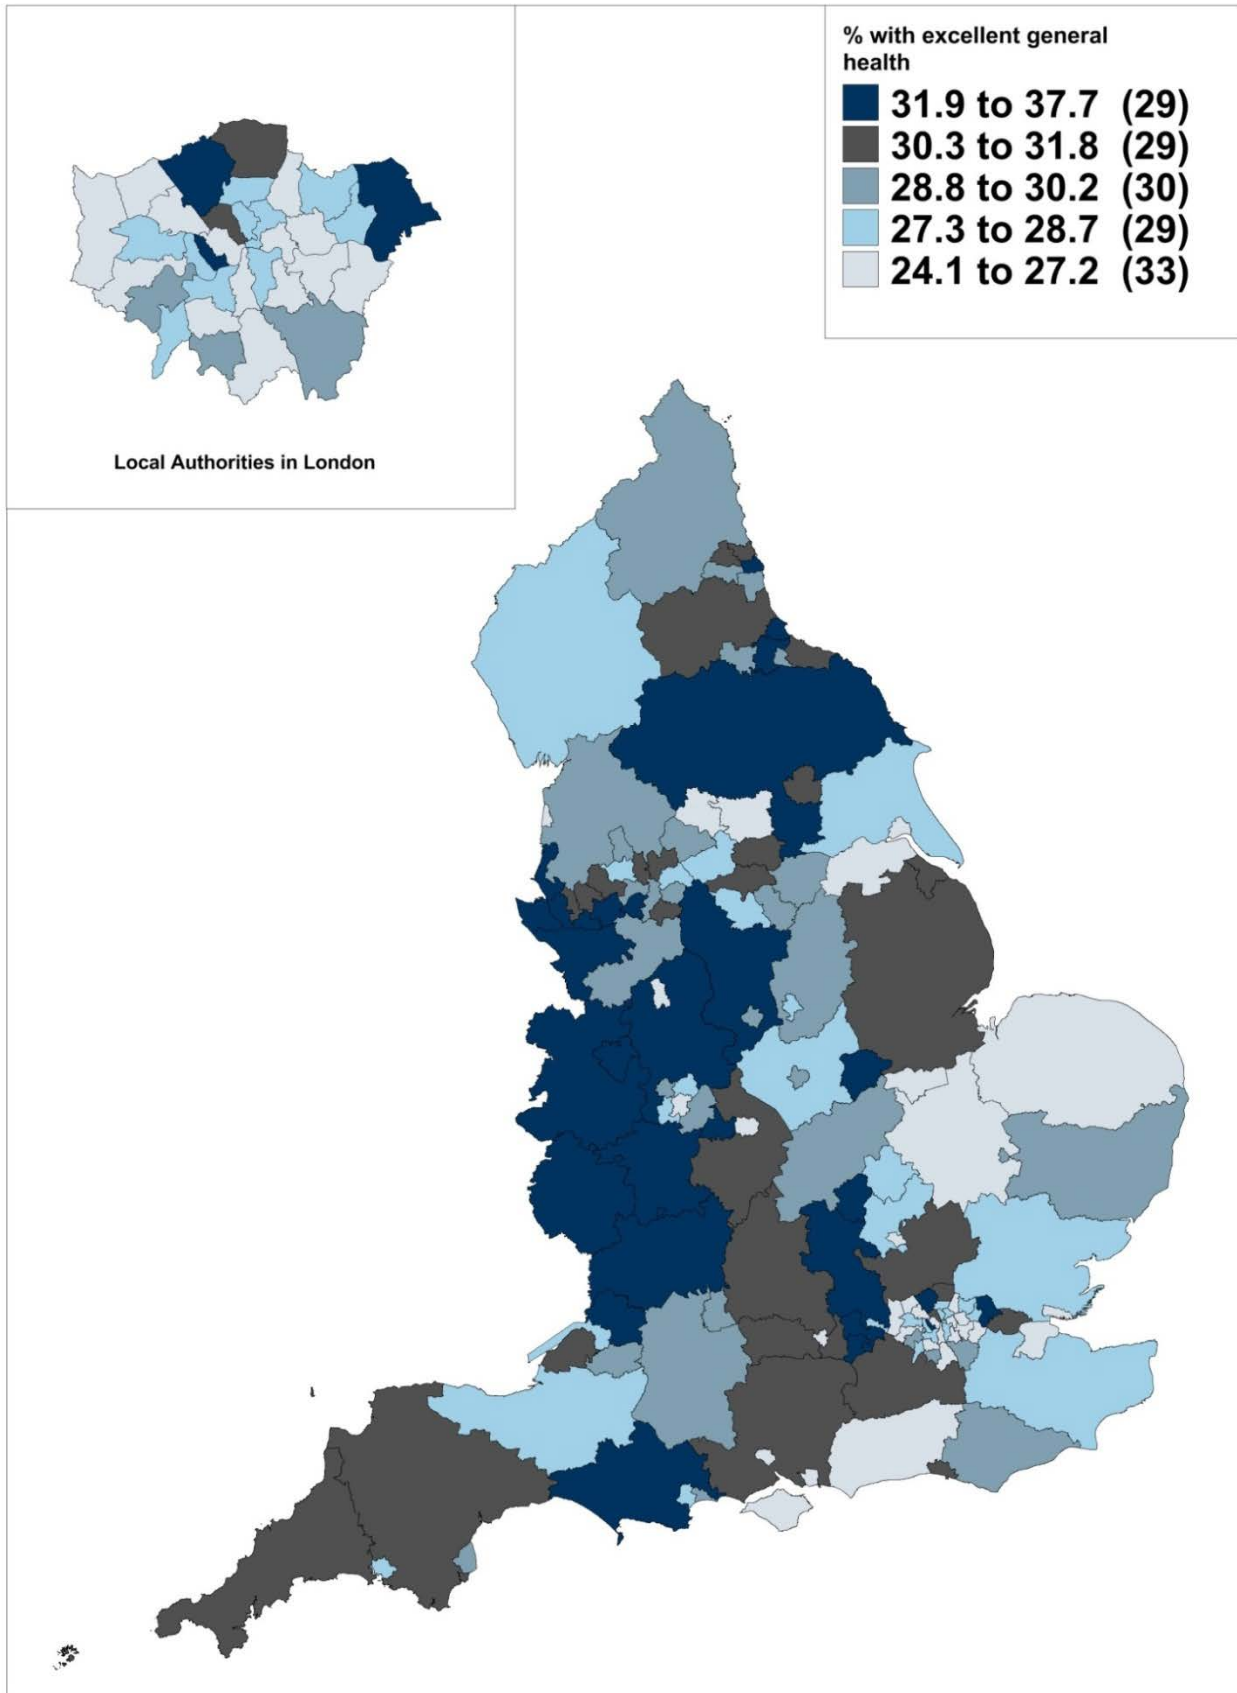 % with excellent general
health
31.9 to 37.7 (29)
30.3 to 31.8 (29)
28.8 to 30.2 (30)
27.3 to 28.7 (29)
24.1 to 27.2 (33)
Local Authorities in London